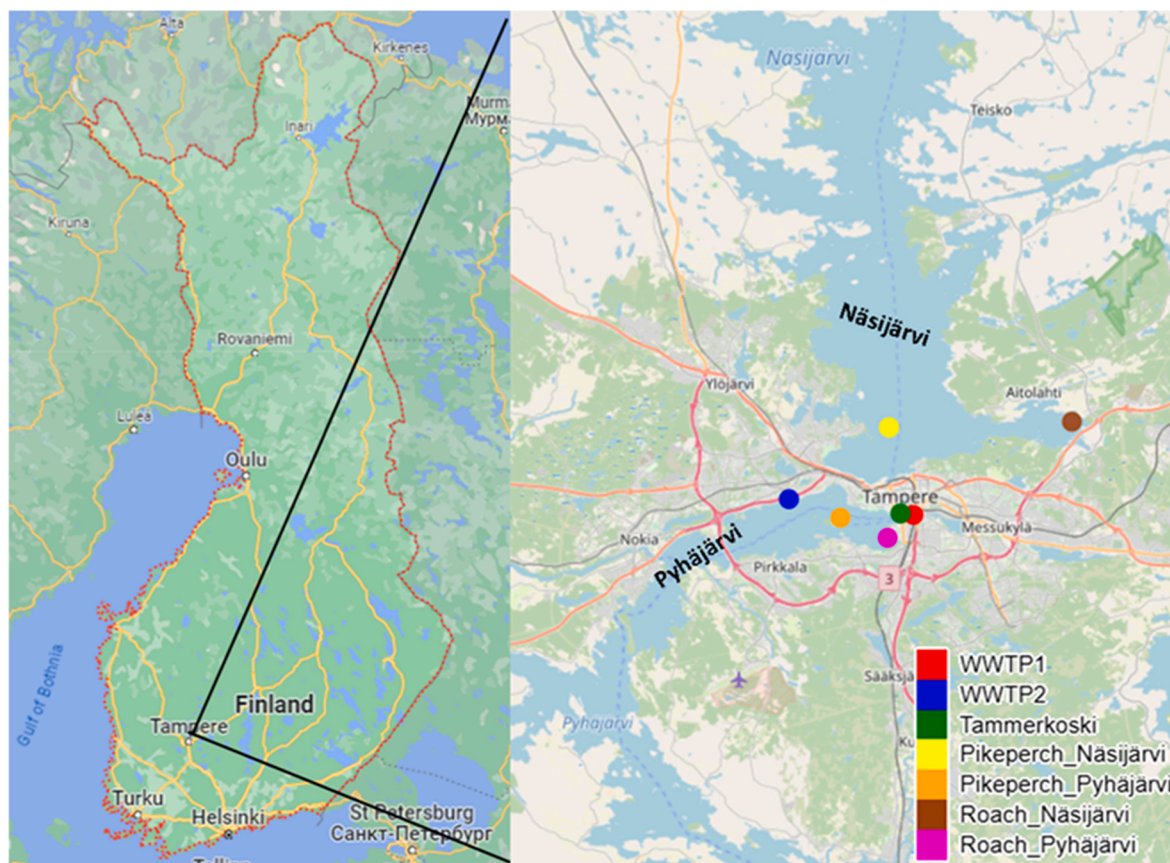 Alta
Kirkenes
Murm
Мурм
Inari
Kiruna
Rovaniemi
Luleå
Oulu
Gulf of Bothnia
Finland
Tampere
Turku
Helsinki
St Petersburg
Санкт-Петербург
Näsijärvi
Teisko
Näsijärvi
Ylöjärvi
Aitolahti
Tampere
Messukylä
Nokia
Pyhäjärvi
Pirkkala
3
Sääksjä
Pyhäjärvi
Ku
WWTP1
WWTP2
Tammerkoski
Pikeperch_Näsijärvi
Pikeperch_Pyhäjärvi
Roach_Näsijärvi
Roach_Pyhäjärvi